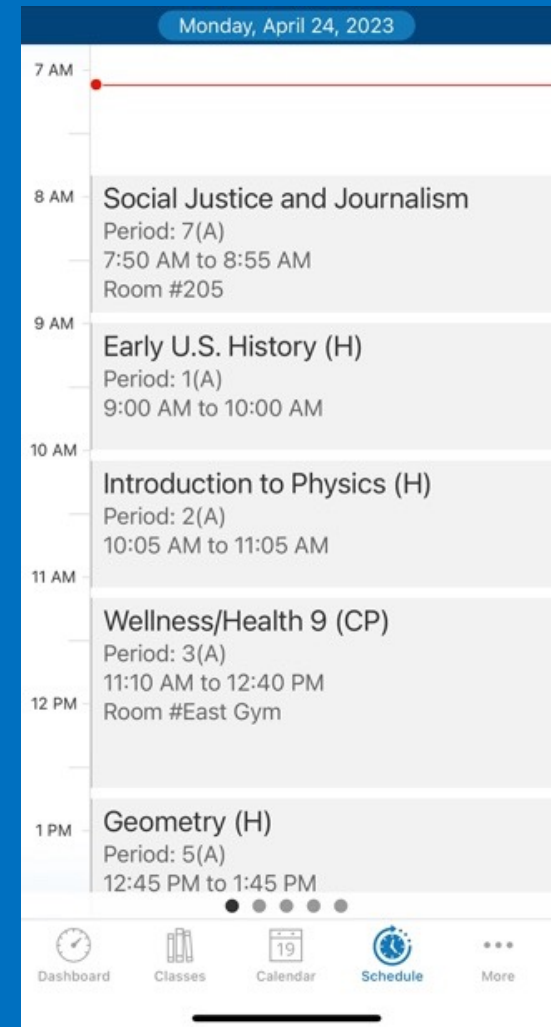 Monday, April 24, 2023
7 AM
8 AM
Social Justice and Journalism
Period: 7(A)
7:50 AM to 8:55 AM
Room #205
9 AM
Early U.S. History (H)
Period: 1(A)
9:00 AM to 10:00 AM
10 AM
Introduction to Physics (H)
Period: 2(A)
10:05 AM to 11:05 AM
11 AM
Wellness/Health 9 (CP)
Period: 3(A)
11:10 AM to 12:40 PM
12 PM
Room #East Gym
1 PM
Geometry (H)
Period: 5(A)
12:45 PM to 1:45 PM
19
Dashboard
Classes
Calendar
Schedule
More